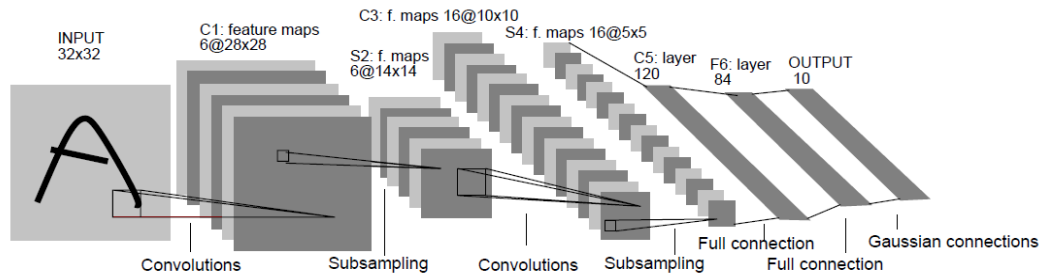 INPUT
32x32
C1: feature maps
6@28x28
S2: f. maps
6@14x14
C3: f. maps 16@10x10
S4: f. maps 16@5x5
C5: layer
120
F6: layer
84
OUTPUT
10
Convolutions
Subsampling
Convolutions
Subsampling
Full connection
Full connection
Gaussian connections
A